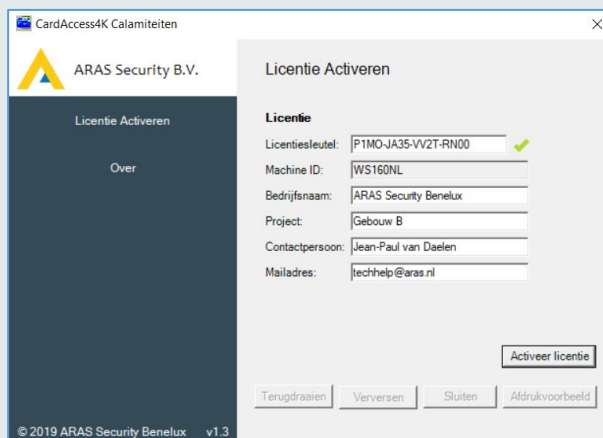 CardAccess4K Calamiteiten
ARAS Security B.V.
Licentie Activeren
Over
© 2019 ARAS Security Benelux v1.3
Licentie Activeren
Licentie
Licentiesleutel: P1MO-JA35-VV2T-RN00
Machine ID: WS160NL
Bedrijfsnaam: ARAS Security Benelux
Project: Gebouw B
Contactpersoon: Jean-Paul van Daelen
Mailadres: techhelp@aras.nl
Activeer licentie
Terugdraaien Verversen Sluiten Afdrukvoorbeeld